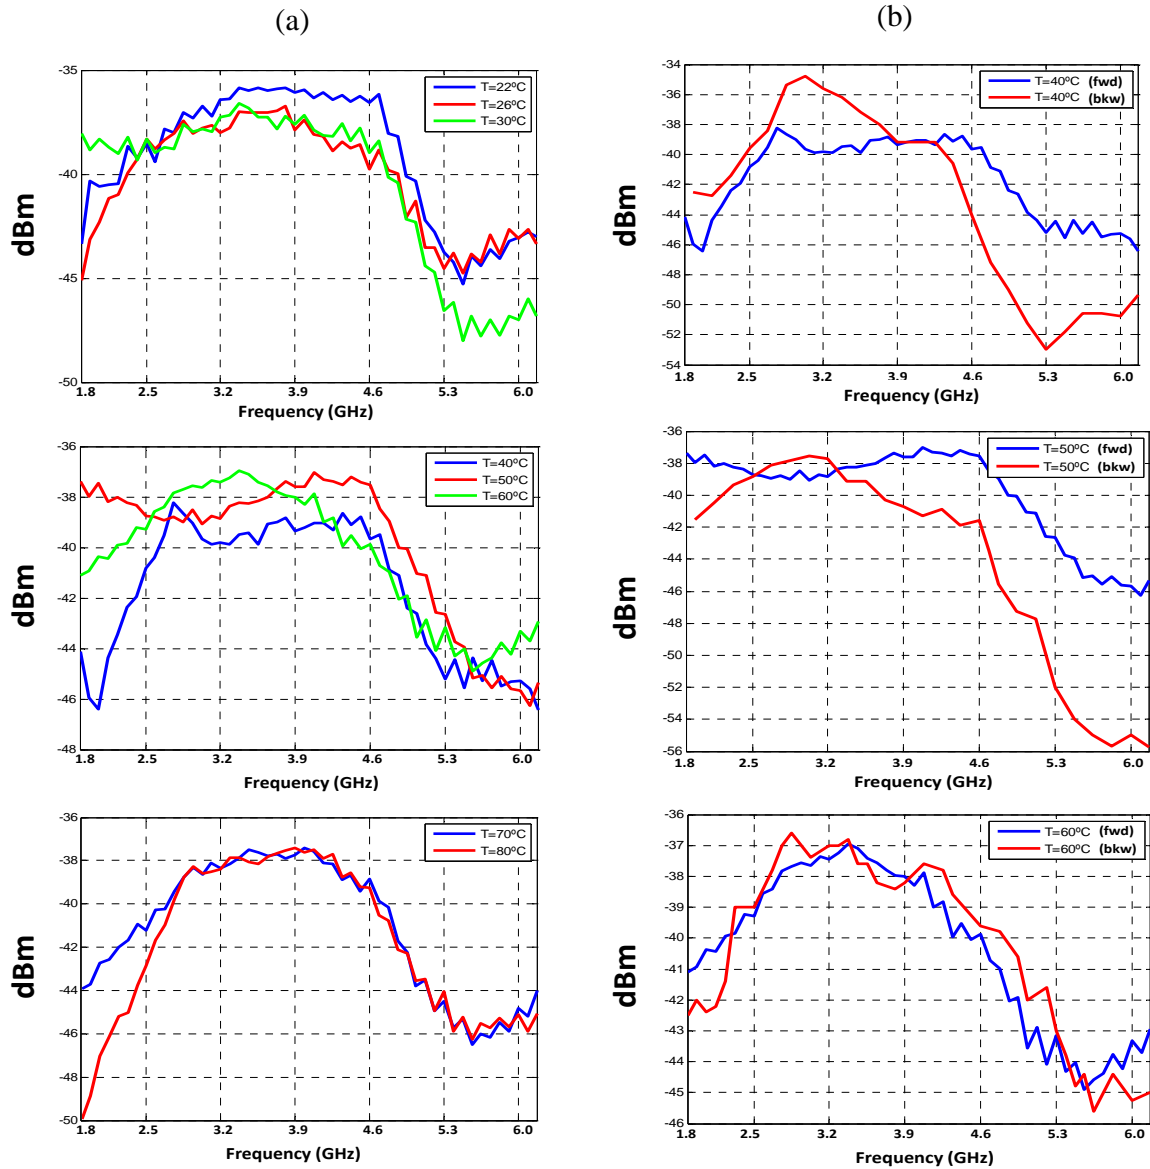 (a)
(b)
-35
-40
-45
-50
dBm
T=22ºC
T=26ºC
T=30ºC
1.8 2.5 3.2 3.9 4.6 5.3 6.0
Frequency (GHz)
-34
-36
-38
-39
-42
-44
-46
-48
-50
-52
-54
dBm
T=40ºC (fwd)
T=40ºC (bkw)
1.8 2.5 3.2 3.9 4.6 5.3 6.0
Frequency (GHz)
-36
-38
-40
-42
-44
-46
-48
dBm
T=40ºC
T=50ºC
T=60ºC
1.8 2.5 3.2 3.9 4.6 5.3 6.0
Frequency (GHz)
-36
-38
-39
-40
-42
-44
-46
-49
-50
-52
-54
-56
dBm
T=50ºC (fwd)
T=50ºC (bkw)
1.8 2.5 3.2 3.9 4.6 5.3 6.0
Frequency (GHz)
-36
-38
-39
-42
-44
-46
-48
-50
dBm
T=70ºC
T=80ºC
1.8 2.5 3.2 3.9 4.6 5.3 6.0
Frequency (GHz)
-36
-37
-38
-39
-40
-41
-42
-43
-44
-45
-46
dBm
T=60ºC (fwd)
T=60ºC (bkw)
1.8 2.5 3.2 3.9 4.6 5.3 6.0
Frequency (GHz)